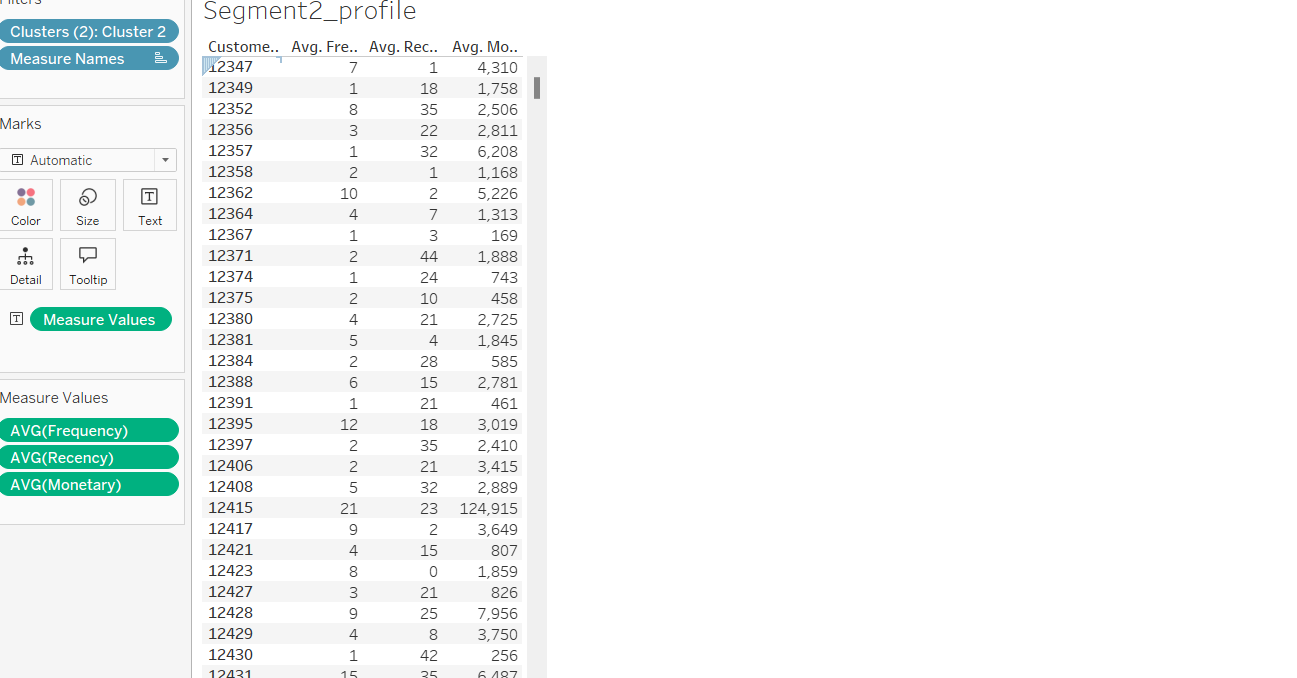 Filters
Clusters (2): Cluster 2
Measure Names
Marks
Automatic
Color Size Text
Detail Tooltip
Measure Values
Measure Values
AVG(Frequency)
AVG(Recency)
AVG(Monetary)
Segment2_profile
Custome.. Avg. Fre.. Avg. Rec.. Avg. Mo..
12347 7 1 4,310
12349 1 18 1,758
12352 8 35 2,506
12356 3 22 2,811
12357 1 32 6,208
12358 2 1 1,168
12362 10 2 5,226
12364 4 7 1,313
12367 1 3 169
12371 2 44 1,888
12374 1 24 743
12375 2 10 458
12380 4 21 2,725
12381 5 4 1,845
12384 2 28 585
12388 6 15 2,781
12391 1 21 461
12395 12 18 3,019
12397 2 35 2,410
12406 2 21 3,415
12408 5 32 2,889
12415 21 23 124,915
12417 9 2 3,649
12421 4 15 807
12423 8 0 1,859
12427 3 21 826
12428 9 25 7,956
12429 4 8 3,750
12430 1 42 256
12431 15 35 6,487